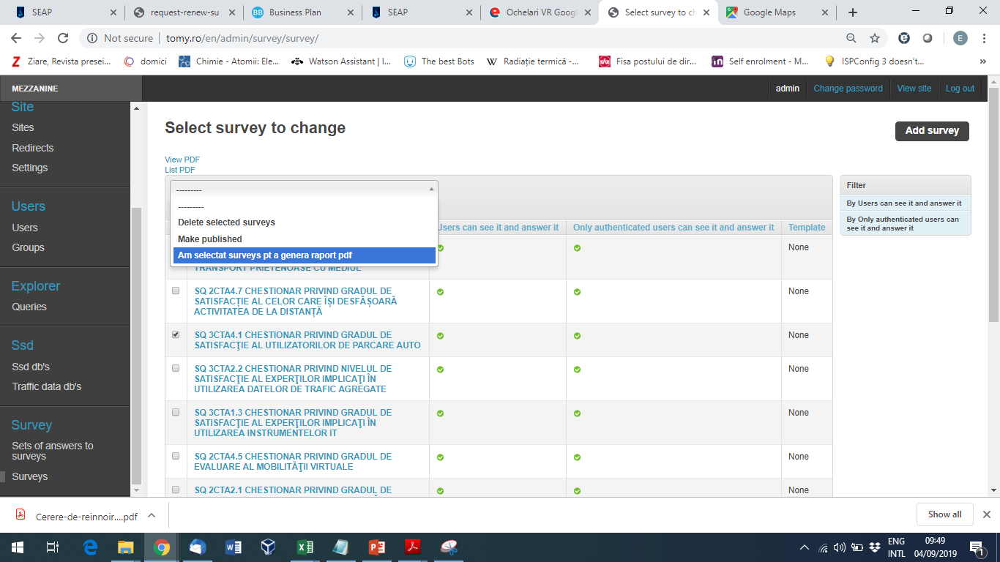 SEAP
request-renew-su
Business Plan
SEAP
Ochelari VR Goog
Select survey to ch
Google Maps
Not secure
tomy.ro/en/admin/survey/survey/
E
Ziare, Revista presei...
domici
Chimie - Atomii: Ele...
Watson Assistant | I...
The best Bots
Radiație termică -...
Fisa postului de dir...
Self enrolment - M...
ISPConfig 3 doesn't...
»
MEZZANINE
admin
Change password
View site
Log out
Site
Sites
Redirects
Settings
Users
Users
Groups
Explorer
Queries
Ssd
Ssd db's
Traffic data db's
Survey
Sets of answers to
surveys
Surveys
Select survey to change
Add survey
View PDF
List PDF
---------
---------
Delete selected surveys
Make published
Am selectat surveys pt a genera raport pdf
Users can see it and answer it
Only authenticated users can see it and answer it
Template
TRANSPORT PRIETENOASE CU MEDIUL
None
SQ 2CTA4.7 CHESTIONAR PRIVIND GRADUL DE
SATISFACȚIE AL CELOR CARE ÎȘI DESFĂȘOARĂ
ACTIVITATEA DE LA DISTANȚĂ
None
SQ 3CTA4.1 CHESTIONAR PRIVIND GRADUL DE
SATISFACŢIE AL UTILIZATORILOR DE PARCARE AUTO
None
SQ 3CTA2.2 CHESTIONAR PRIVIND NIVELUL DE
SATISFACŢIE AL EXPERŢILOR IMPLICAŢI ÎN
UTILIZAREA DATELOR DE TRAFIC AGREGATE
None
SQ 3CTA1.3 CHESTIONAR PRIVIND GRADUL DE
SATISFACŢIE AL EXPERŢILOR IMPLICAŢI ÎN
UTILIZAREA INSTRUMENTELOR IT
None
SQ 2CTA4.5 CHESTIONAR PRIVIND GRADUL DE
EVALUARE AL MOBILITĂŢII VIRTUALE
None
SQ 2CTA2.1 CHESTIONAR PRIVIND GRADUL DE
None
Filter
By Users can see it and answer it
By Only authenticated users can
see it and answer it
Cerere-de-reinnoir....pdf
Show all
ENG
INTL
09:49
04/09/2019
1